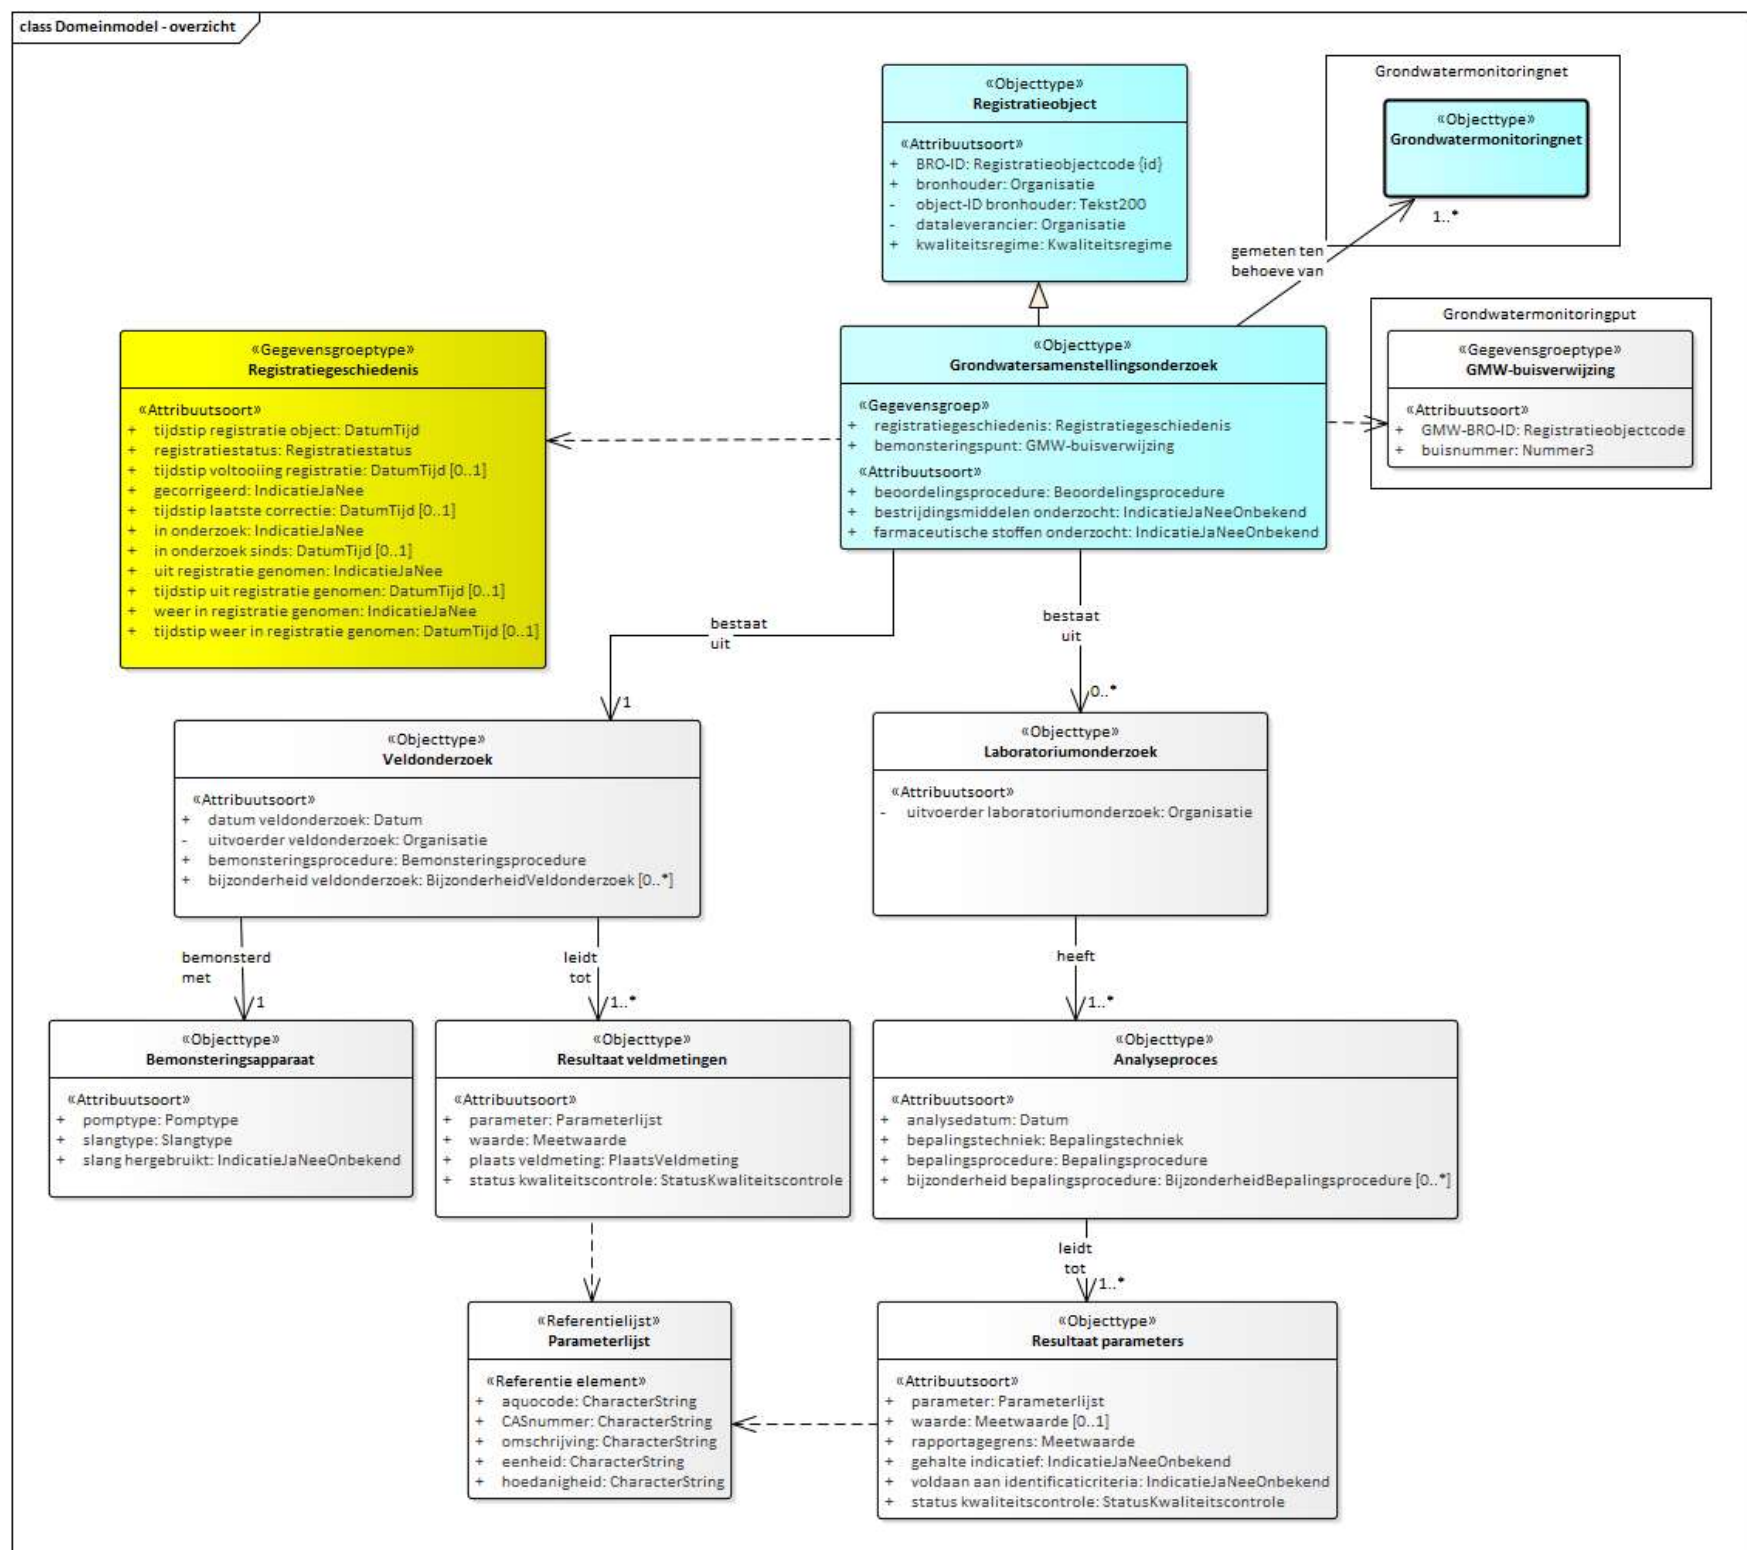 class Domeinmodel - overzicht
«Objecttype»
Registratieobject
«Attribuutsoort»
+ BRO-ID: Registratieobjectcode {id}
+ bronhouder: Organisatie
- object-ID bronhouder: Tekst200
- dataleverancier: Organisatie
+ kwaliteitsregime: Kwaliteitsregime
Grondwatermonitoringnet
«Objecttype»
Grondwatermonitoringnet
1..*
gemeten ten
behoeve van
«Gegevensgroeptype»
Registratiegeschiedenis
«Attribuutsoort»
+ tijdstip registratie object: DatumTijd
+ registratiestatus: Registratiestatus
+ tijdstip voltooiing registratie: DatumTijd [0..1]
+ gecorrigeerd: IndicatieJaNee
+ tijdstip laatste correctie: DatumTijd [0..1]
+ in onderzoek: IndicatieJaNee
+ in onderzoek sinds: DatumTijd [0..1]
+ uit registratie genomen: IndicatieJaNee
+ tijdstip uit registratie genomen: DatumTijd [0..1]
+ weer in registratie genomen: IndicatieJaNee
+ tijdstip weer in registratie genomen: DatumTijd [0..1]
«Objecttype»
Grondwatersamenstellingsonderzoek
«Gegevensgroep»
+ registratiegeschiedenis: Registratiegeschiedenis
+ bemonsteringspunt: GMW-buisverwijzing
«Attribuutsoort»
+ beoordelingsprocedure: Beoordelingsprocedure
+ bestrijdingsmiddelen onderzocht: IndicatieJaNeeOnbekend
+ farmaceutische stoffen onderzocht: IndicatieJaNeeOnbekend
Grondwatermonitoringput
«Gegevensgroeptype»
GMW-buisverwijzing
«Attribuutsoort»
+ GMW-BRO-ID: Registratieobjectcode
+ buisnummer: Nummer3
bestaat
uit
1
bestaat
uit
0..*
«Objecttype»
Veldonderzoek
«Attribuutsoort»
+ datum veldonderzoek: Datum
- uitvoerder veldonderzoek: Organisatie
+ bemonsteringsprocedure: Bemonsteringsprocedure
+ bijzonderheid veldonderzoek: BijzonderheidVeldonderzoek [0..*]
«Objecttype»
Laboratoriumonderzoek
«Attribuutsoort»
- uitvoerder laboratoriumonderzoek: Organisatie
bemonsterd
met
1
leidt
tot
1..*
heeft
1..*
«Objecttype»
Bemonsteringsapparaat
«Attribuutsoort»
+ pomptype: Pomptype
+ slangtype: Slangtype
+ slang hergebruikt: IndicatieJaNeeOnbekend
«Objecttype»
Resultaat veldmetingen
«Attribuutsoort»
+ parameter: Parameterlijst
+ waarde: Meetwaarde
+ plaats veldmeting: PlaatsVeldmeting
+ status kwaliteitscontrole: StatusKwaliteitscontrole
«Objecttype»
Analyseproces
«Attribuutsoort»
+ analysedatum: Datum
+ bepalingstechniek: Bepalingstechniek
+ bepalingsprocedure: Bepalingsprocedure
+ bijzonderheid bepalingsprocedure: BijzonderheidBepalingsprocedure [0..*]
leidt
tot
1..*
«Referentielijst»
Parameterlijst
«Referentie element»
+ aquocode: CharacterString
+ CASnummer: CharacterString
+ omschrijving: CharacterString
+ eenheid: CharacterString
+ hoedanigheid: CharacterString
«Objecttype»
Resultaat parameters
«Attribuutsoort»
+ parameter: Parameterlijst
+ waarde: Meetwaarde [0..1]
+ rapportagegrens: Meetwaarde
+ gehalte indicatief: IndicatieJaNeeOnbekend
+ voldaan aan identificaticriteria: IndicatieJaNeeOnbekend
+ status kwaliteitscontrole: StatusKwaliteitscontrole